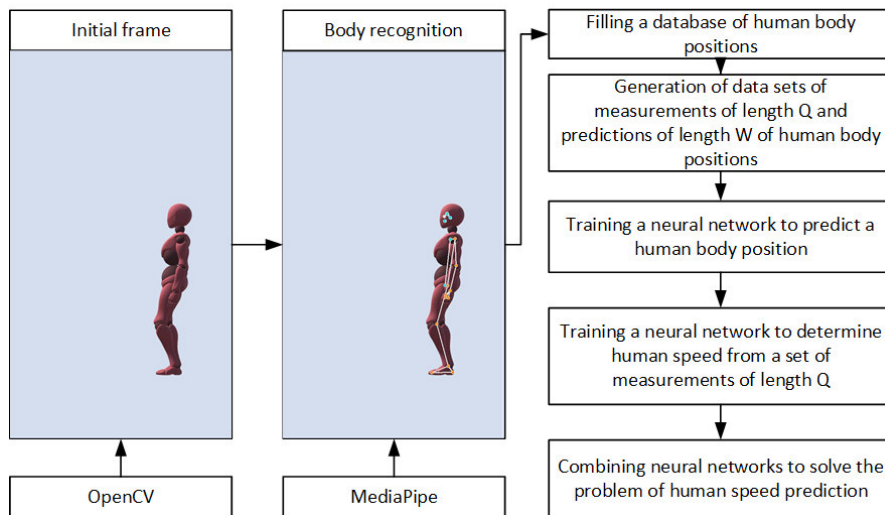 Initial frame
Body recognition
OpenCV
MediaPipe
Filling a database of human body
positions
Generation of data sets of
measurements of length Q and
predictions of length W of human body
positions
Training a neural network to predict a
human body position
Training a neural network to determine
human speed from a set of
measurements of length Q
Combining neural networks to solve the
problem of human speed prediction